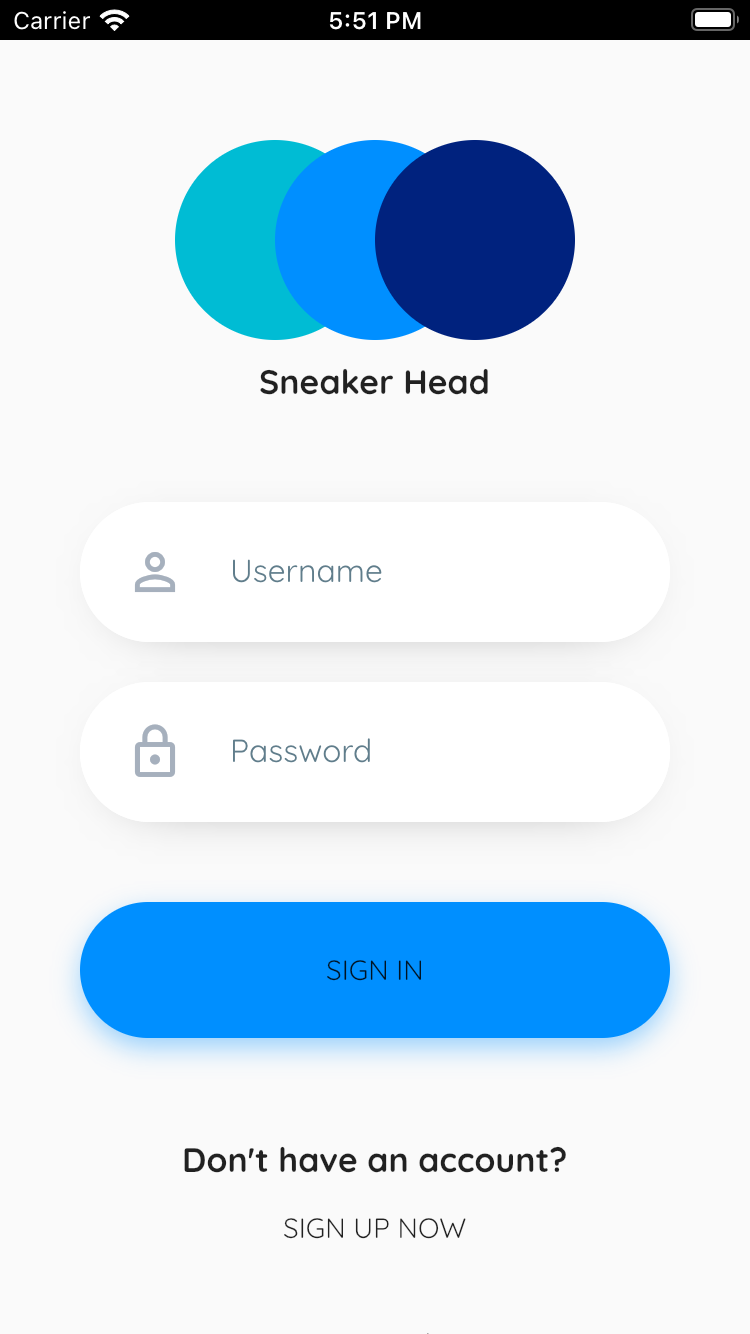 Carrier 5:51 PM
Sneaker Head
Username
Password
SIGN IN
Don't have an account?
SIGN UP NOW